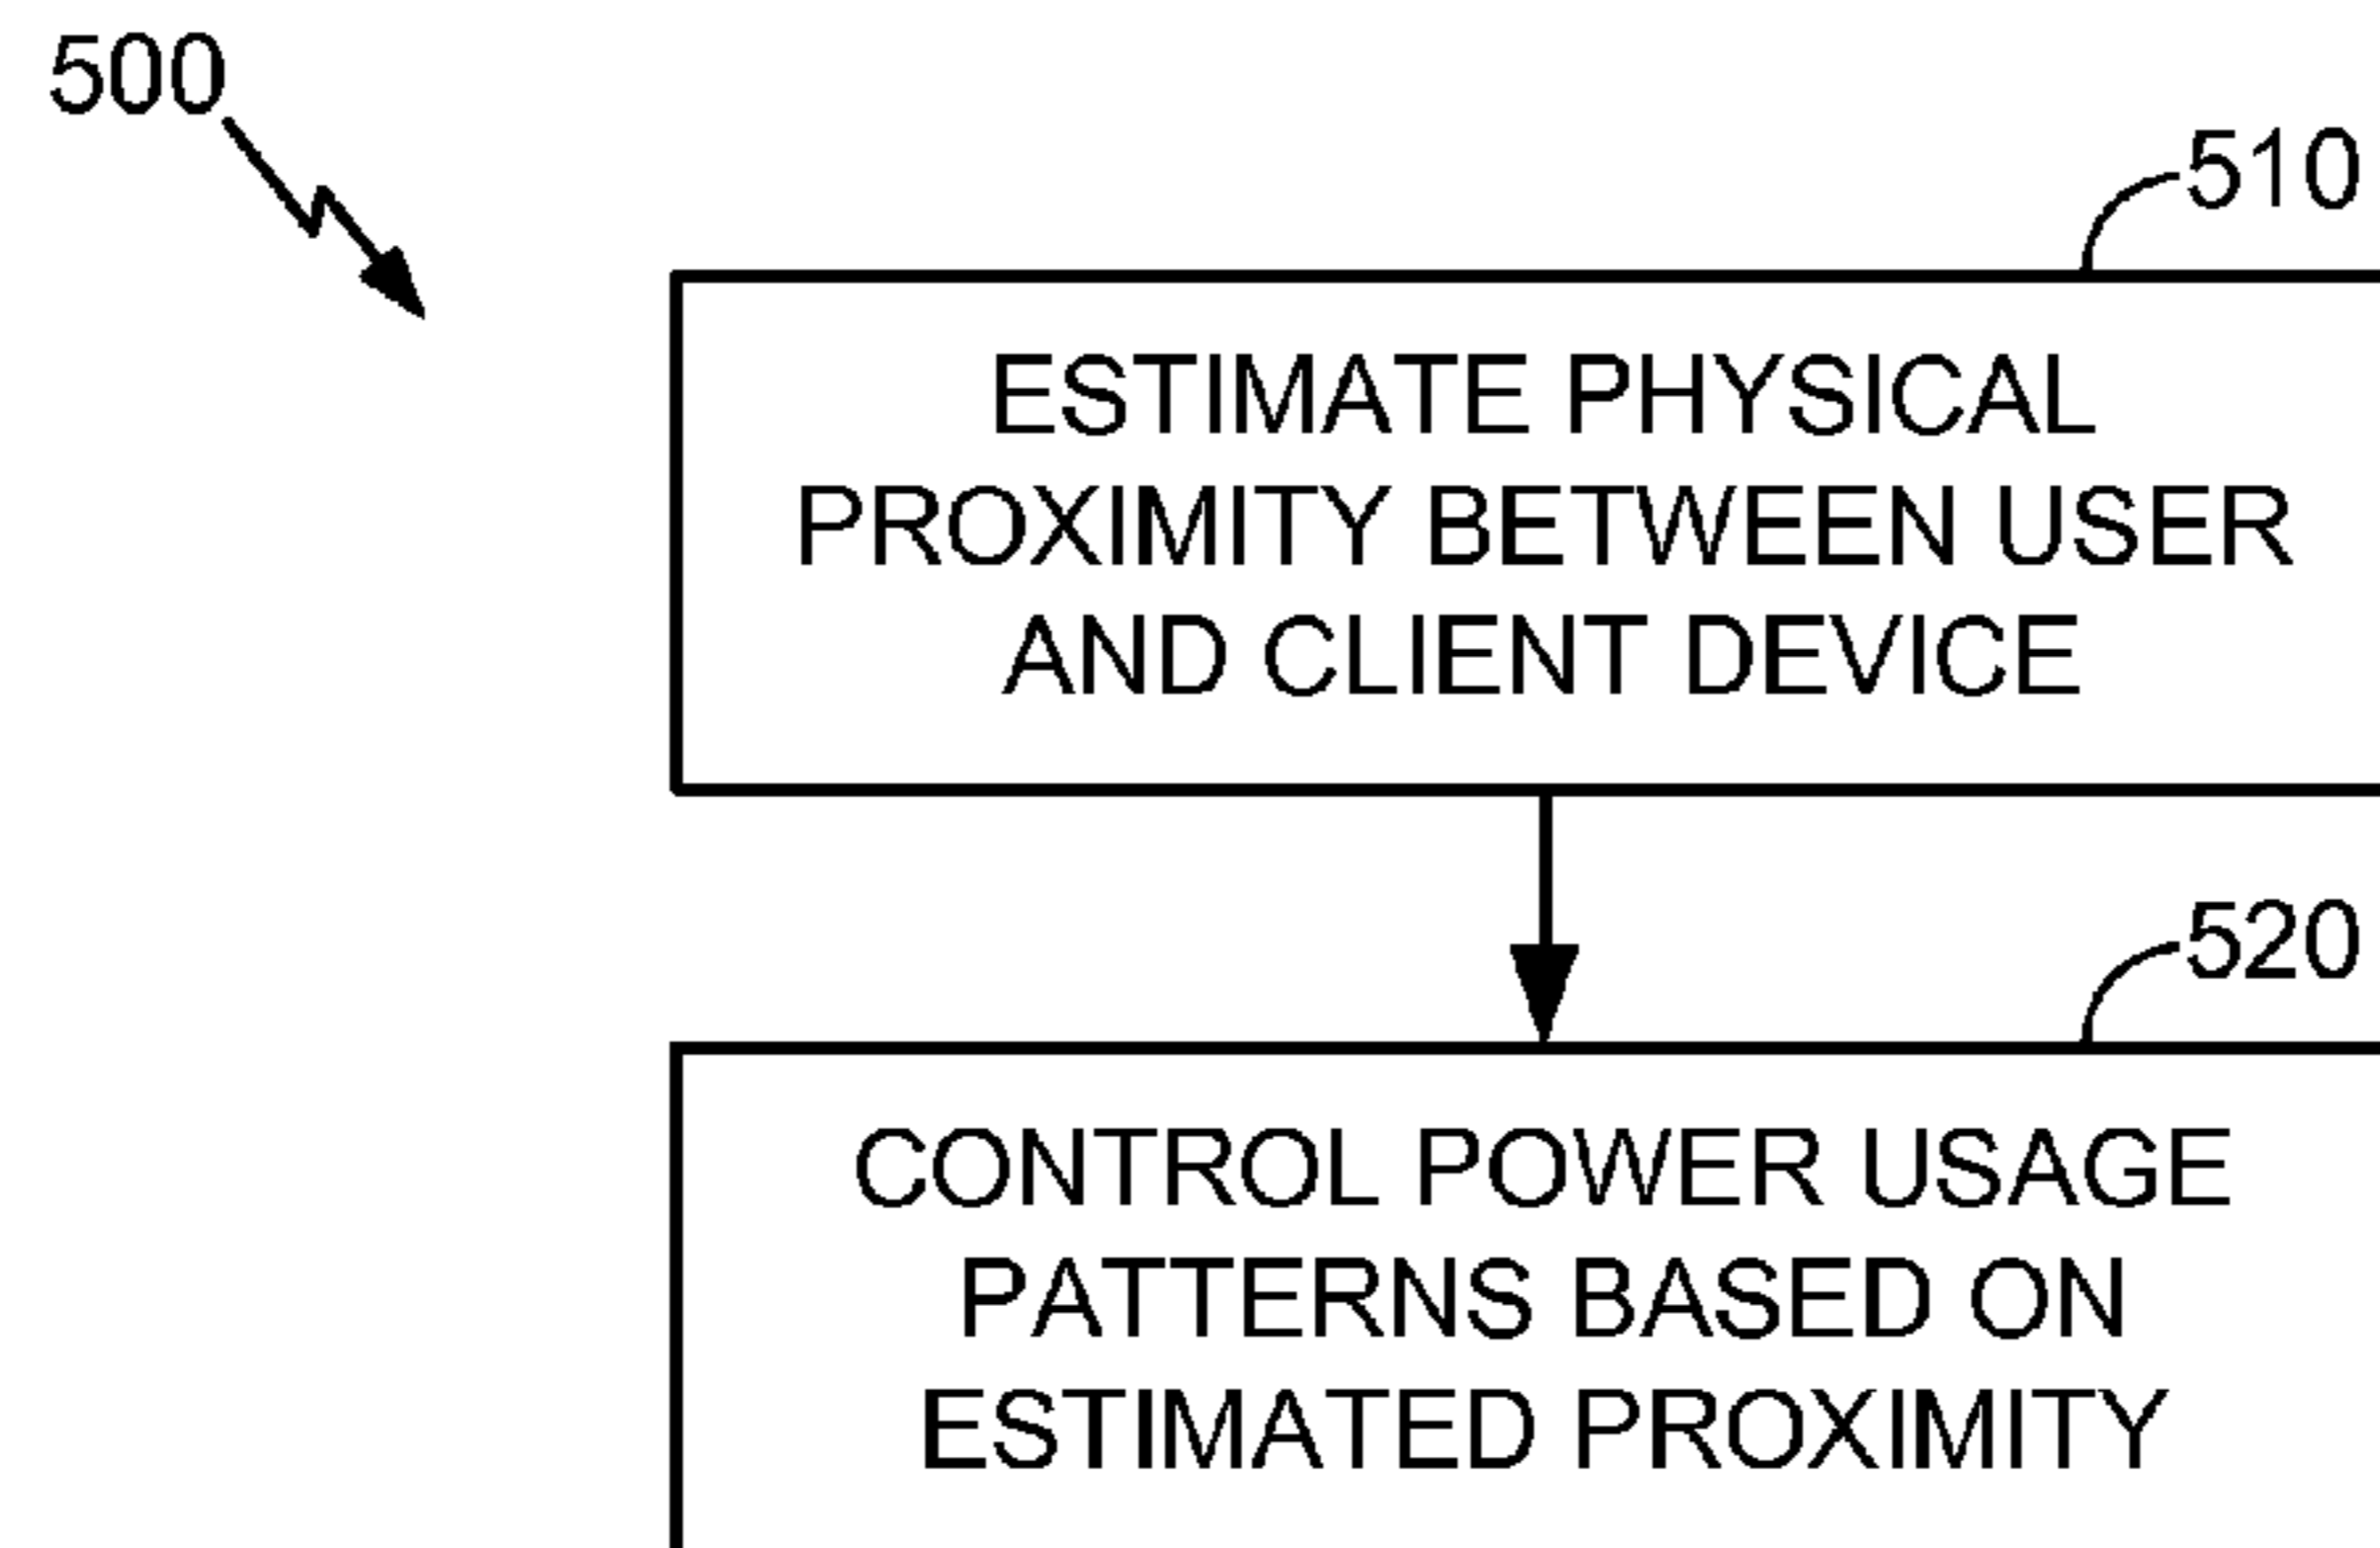 500
510
ESTIMATE PHYSICAL
PROXIMITY BETWEEN USER
AND CLIENT DEVICE
520
CONTROL POWER USAGE
PATTERNS BASED ON
ESTIMATED PROXIMITY